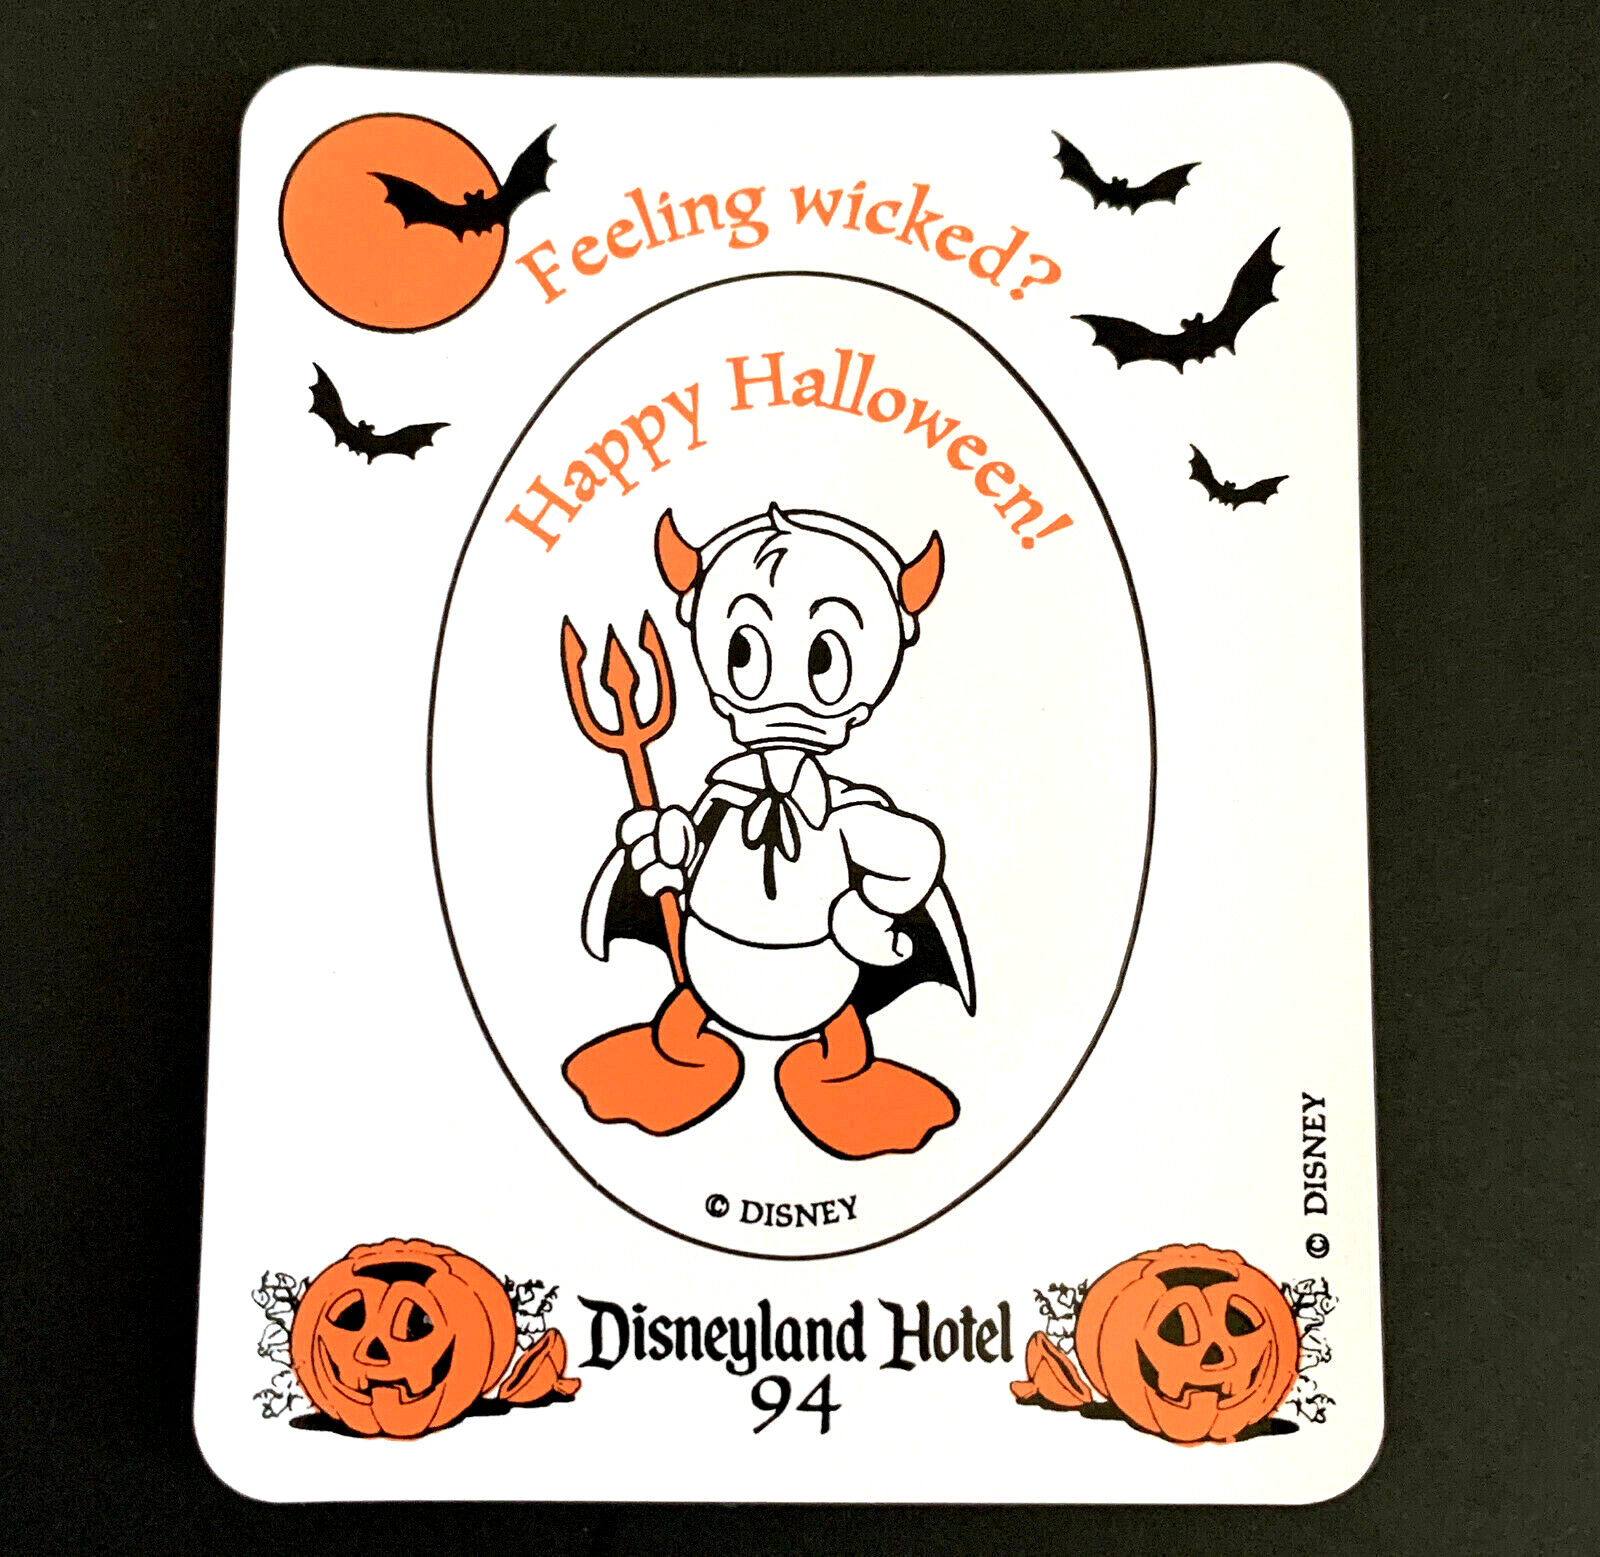 Feeling wicked?
Happy Halloween!
© DISNEY
© DISNEY
Disneyland Hotel
94